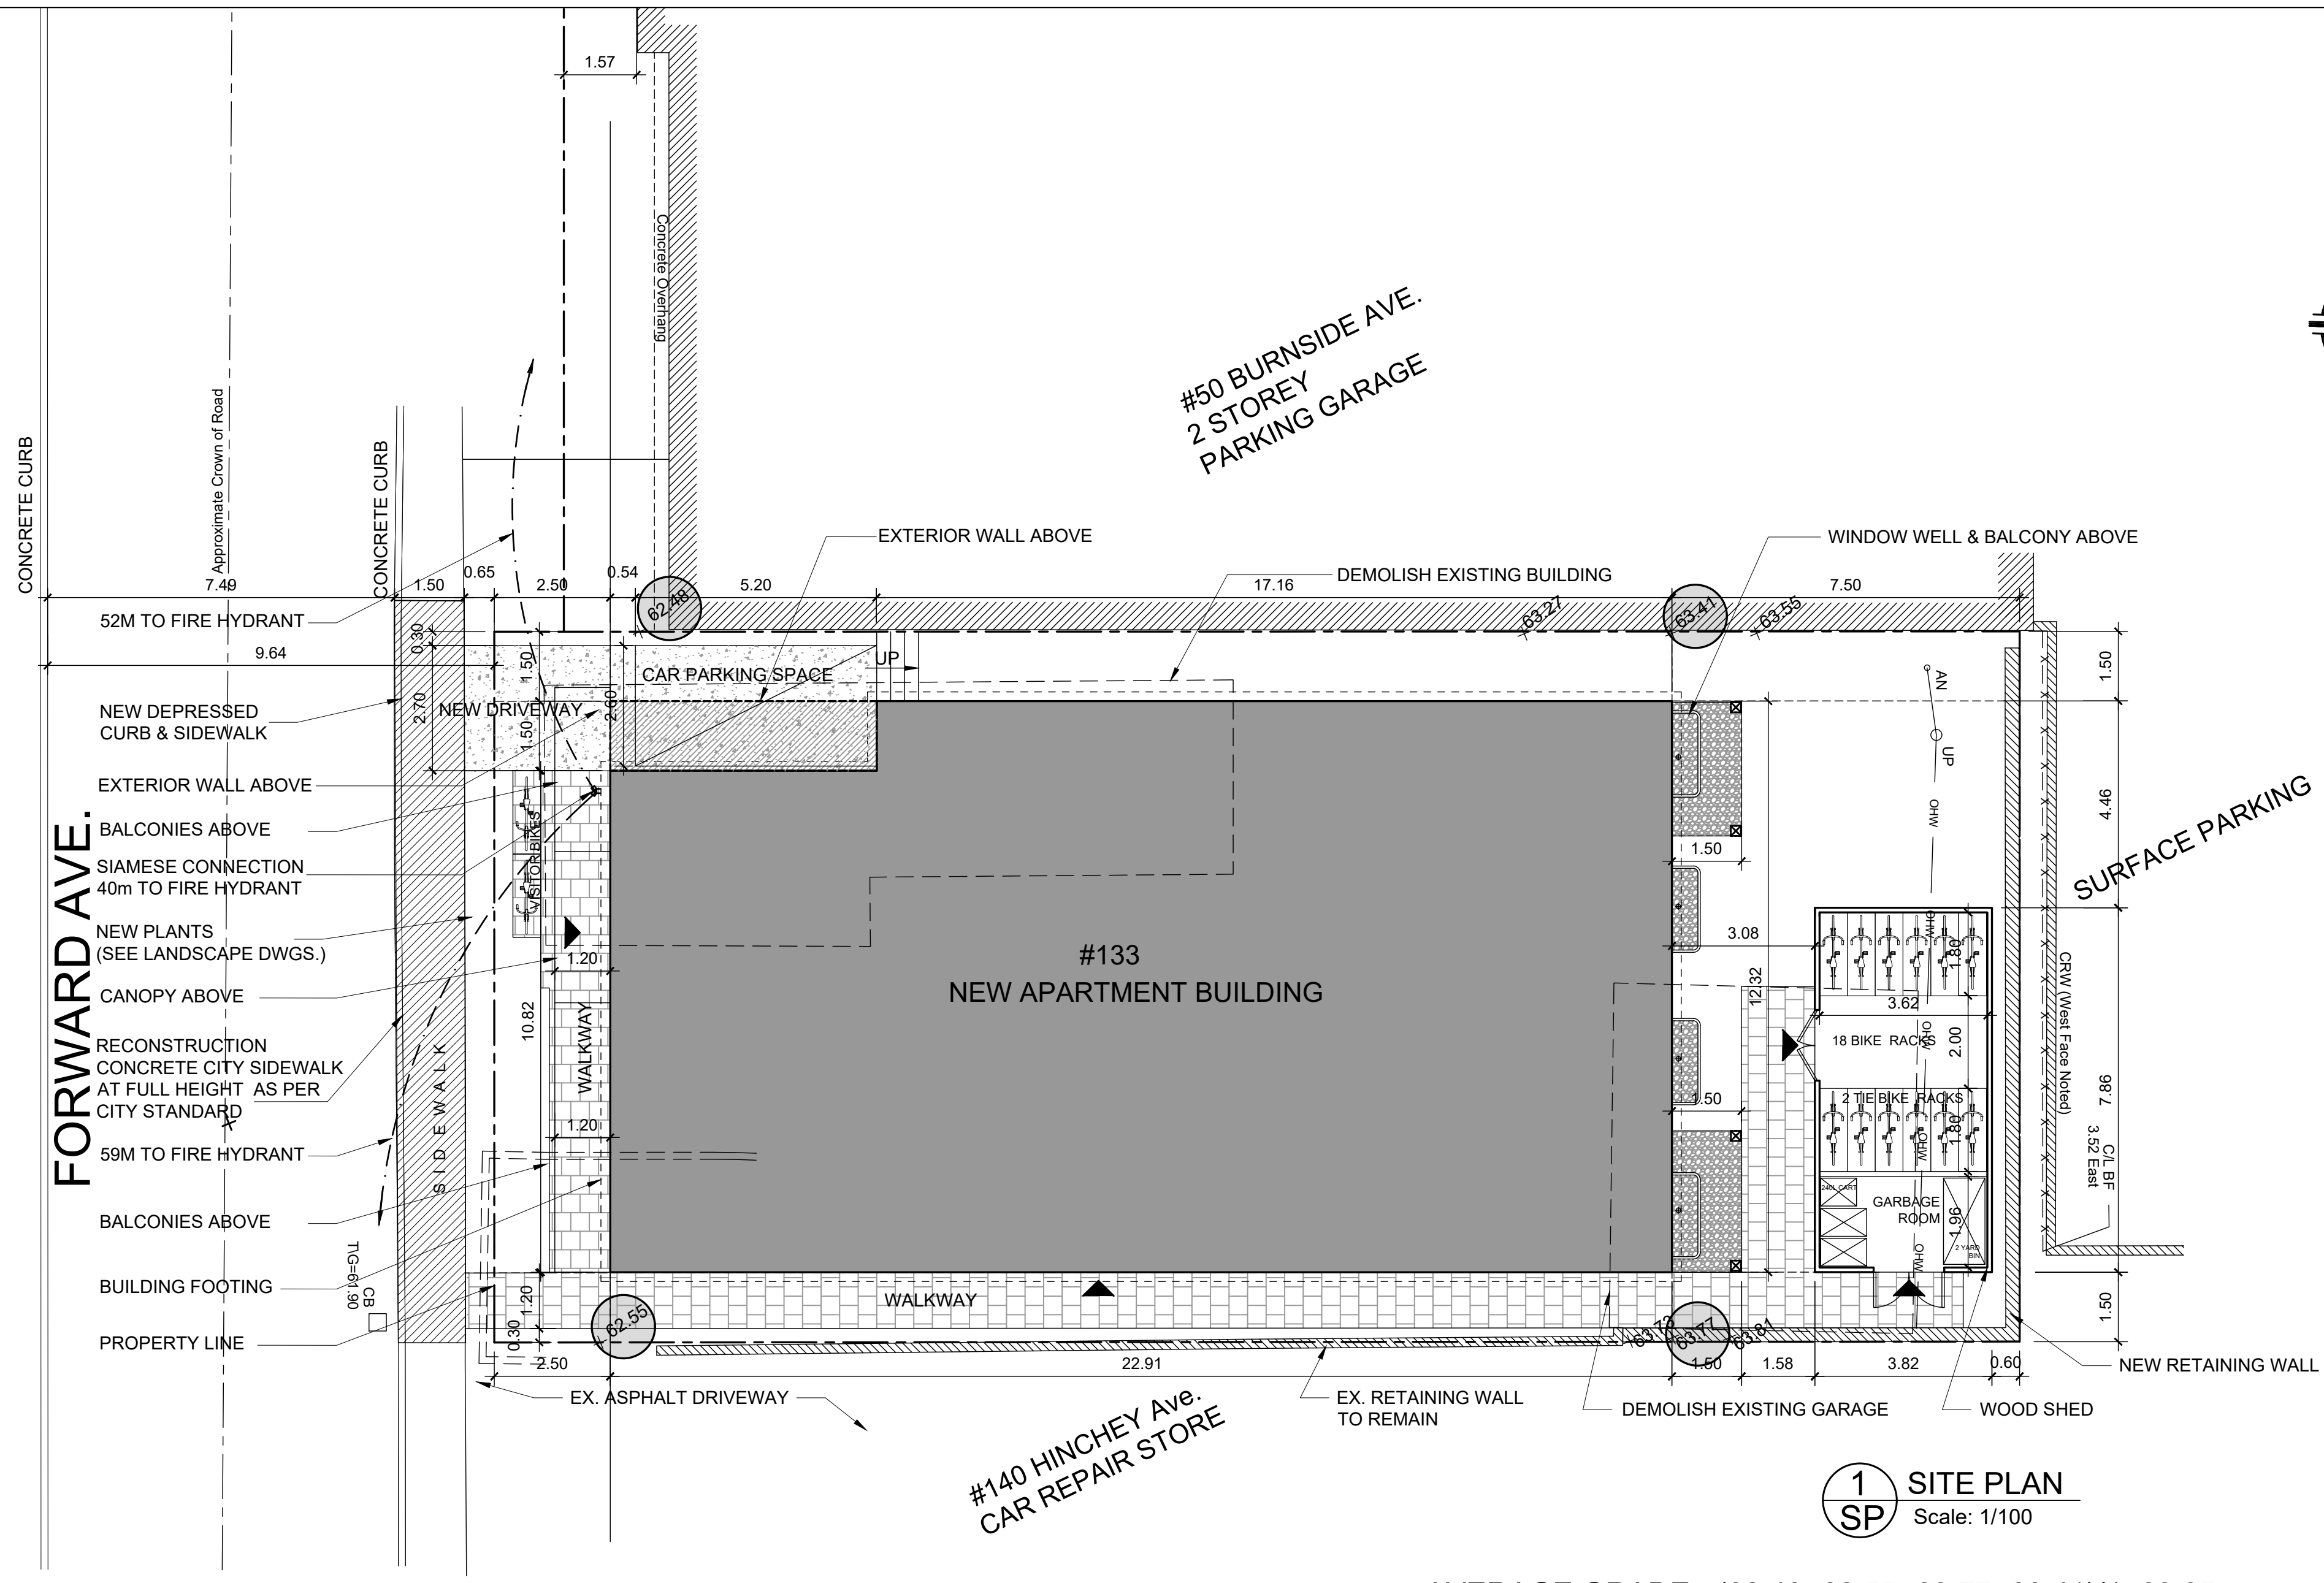 1.57
Concrete Overhang
#50 BURNSIDE AVE.
2 STOREY
PARKING GARAGE
CONCRETE CURB
Approximate Crown of Road
CONCRETE CURB
EXTERIOR WALL ABOVE
WINDOW WELL & BALCONY ABOVE
DEMOLISH EXISTING BUILDING
7.49
1.50
0.65
2.50
0.54
62.48
5.20
17.16
63.27
63.41
63.55
7.50
52M TO FIRE HYDRANT
9.64
0.30
1.50
2.70
1.50
2.60
CAR PARKING SPACE
UP
NEW DRIVEWAY
AN
UP
OHW
1.50
4.46
NEW DEPRESSED
CURB & SIDEWALK
EXTERIOR WALL ABOVE
BALCONIES ABOVE
SIAMESE CONNECTION
40m TO FIRE HYDRANT
NEW PLANTS
(SEE LANDSCAPE DWGS.)
CANOPY ABOVE
RECONSTRUCTION
CONCRETE CITY SIDEWALK
AT FULL HEIGHT AS PER
CITY STANDARD
59M TO FIRE HYDRANT
BALCONIES ABOVE
BUILDING FOOTING
PROPERTY LINE
FORWARD AVE.
SIDEWALK
VISITOR BIKES
1.20
10.82
WALKWAY
1.20
#133
NEW APARTMENT BUILDING
1.50
3.08
12.32
1.50
OHW
1.80
3.62
18 BIKE RACKS
OHW
2.00
2 TIE BIKE RACKS
1.80
OHW
240L CART
GARBAGE
ROOM
1.96
2 YARD
BIN
OHW
SURFACE PARKING
CRW (West Face Noted)
7.86
C/L BF
3.52 East
1.50
CB
T\G=61.90
1.20
0.30
62.55
WALKWAY
63.73
63.77
63.81
2.50
22.91
1.50
1.58
3.82
0.60
NEW RETAINING WALL
EX. ASPHALT DRIVEWAY
EX. RETAINING WALL
TO REMAIN
DEMOLISH EXISTING GARAGE
WOOD SHED
#140 HINCHEY Ave.
CAR REPAIR STORE
1
SP
SITE PLAN
Scale: 1/100